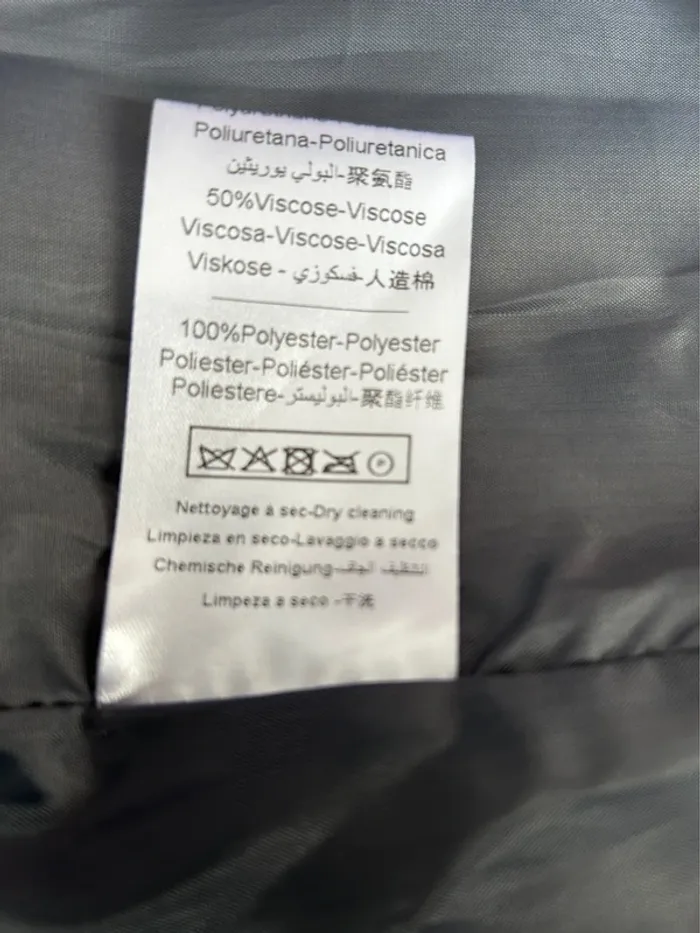 Poliuretana-Poliuretanica
البولي يوريثين-聚氨酯
50%Viscose-Viscose
Viscosa-Viscose-Viscosa
Viskose - فسكوزي-人造棉
100%Polyester-Polyester
Poliester-Poliéster-Poliéster
Poliestere-البوليستر-聚酯纤维
Nettoyage à sec-Dry cleaning
Limpieza en seco-Lavaggio a secco
Chemische Reinigung-التنظيف الجاف
Limpeza a seco -干洗